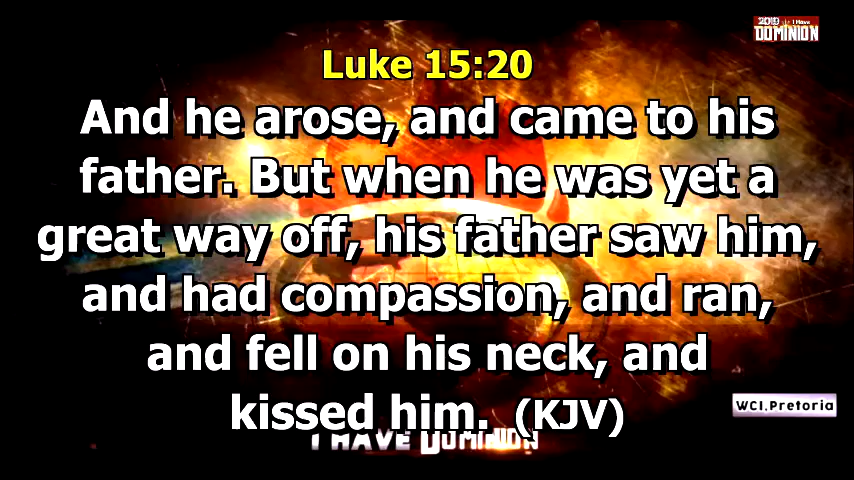 2019 I Have
DOMINION
Luke 15:20
And he arose, and came to his
father. But when he was yet a
great way off, his father saw him,
and had compassion, and ran,
and fell on his neck, and
kissed him. (KJV)
WCI.Pretoria
I HAVE DOMINION